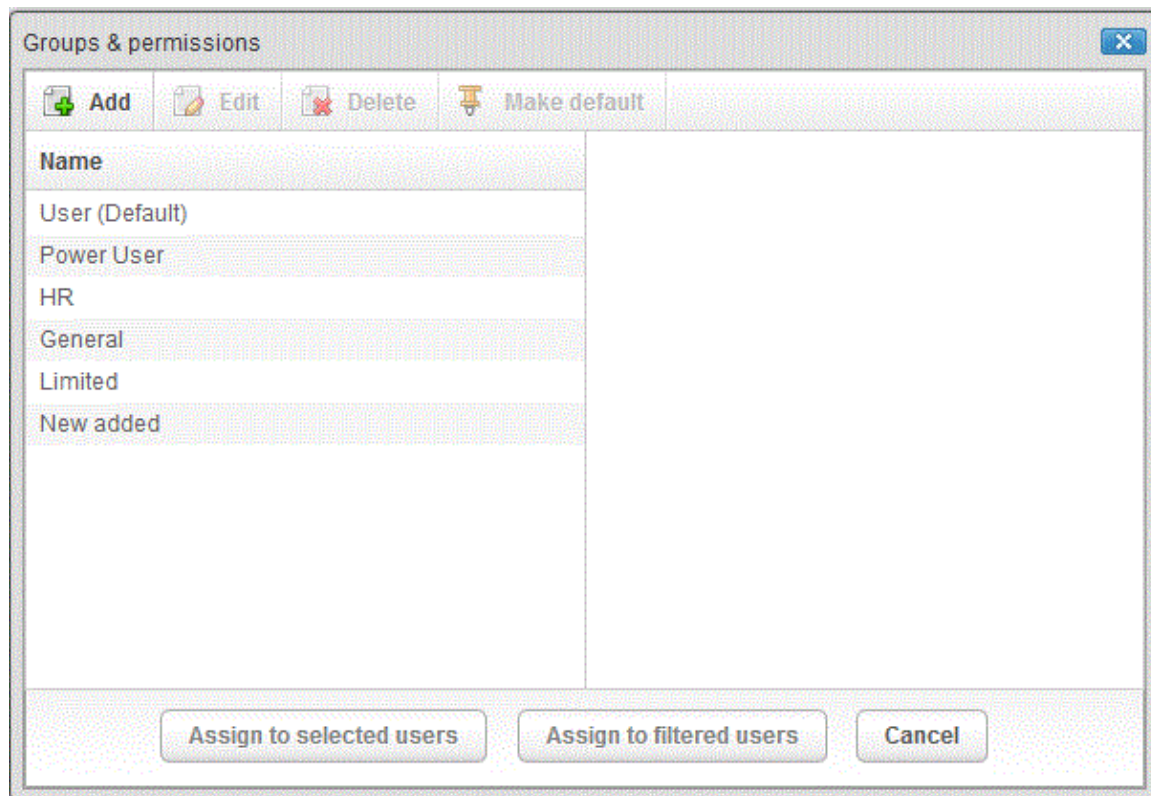 Groups & permissions
Add Edit Delete Make default
Name
User (Default)
Power User
HR
General
Limited
New added
Assign to selected users Assign to filtered users Cancel